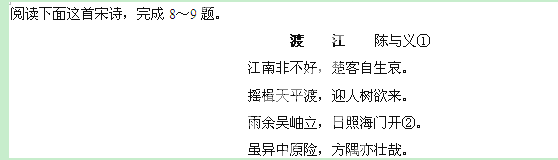 阅读下面这首宋诗，完成 8～9 题。
渡 江 陈与义①
江南非不好，楚客自生哀。
摇楫天平渡，迎人树欲来。
雨余吴岫立，日照海门开②。
虽异中原险，方隅亦壮哉。